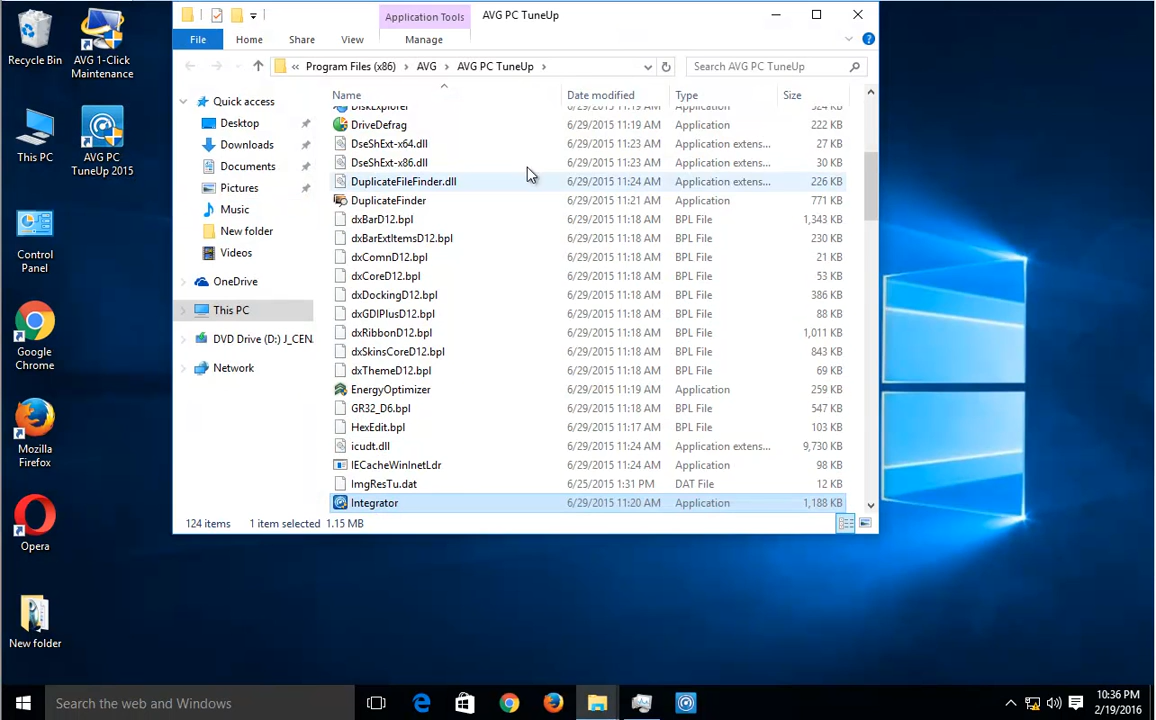 Application Tools
AVG PC TuneUp
File
Home
Share
View
Manage
« Program Files (x86) > AVG > AVG PC TuneUp >
Search AVG PC TuneUp
Name
Date modified
Type
Size
DiskExplorer 6/29/2015 11:19 AM Application 324 KB
DriveDefrag 6/29/2015 11:19 AM Application 222 KB
DseShExt-x64.dll 6/29/2015 11:23 AM Application extens... 27 KB
DseShExt-x86.dll 6/29/2015 11:23 AM Application extens... 30 KB
DuplicateFileFinder.dll 6/29/2015 11:24 AM Application extens... 226 KB
DuplicateFinder 6/29/2015 11:21 AM Application 771 KB
dxBarD12.bpl 6/29/2015 11:18 AM BPL File 1,343 KB
dxBarExtItemsD12.bpl 6/29/2015 11:18 AM BPL File 230 KB
dxComnD12.bpl 6/29/2015 11:18 AM BPL File 21 KB
dxCoreD12.bpl 6/29/2015 11:18 AM BPL File 53 KB
dxDockingD12.bpl 6/29/2015 11:18 AM BPL File 386 KB
dxGDIPlusD12.bpl 6/29/2015 11:18 AM BPL File 88 KB
dxRibbonD12.bpl 6/29/2015 11:18 AM BPL File 1,011 KB
dxSkinsCoreD12.bpl 6/29/2015 11:18 AM BPL File 843 KB
dxThemeD12.bpl 6/29/2015 11:18 AM BPL File 69 KB
EnergyOptimizer 6/29/2015 11:19 AM Application 259 KB
GR32_D6.bpl 6/29/2015 11:18 AM BPL File 547 KB
HexEdit.bpl 6/29/2015 11:17 AM BPL File 103 KB
icudt.dll 6/29/2015 11:24 AM Application extens... 9,730 KB
IECacheWinInetLdr 6/29/2015 11:24 AM Application 98 KB
ImgResTu.dat 6/25/2015 1:31 PM DAT File 12 KB
Integrator 6/29/2015 11:20 AM Application 1,188 KB
Quick access
Desktop
Downloads
Documents
Pictures
Music
New folder
Videos
OneDrive
This PC
DVD Drive (D:) J_CEN
Network
124 items
1 item selected 1.15 MB
Recycle Bin
AVG 1-Click
Maintenance
This PC
AVG PC
TuneUp 2015
Control
Panel
Google
Chrome
Mozilla
Firefox
Opera
New folder
Search the web and Windows
10:36 PM
2/19/2016